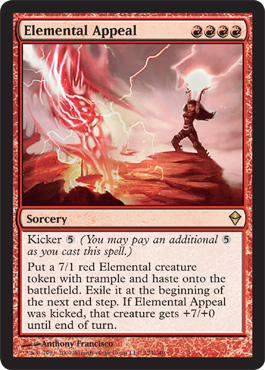 Elemental Appeal
Sorcery
Kicker 5 (You may pay an additional 5
as you cast this spell.)
Put a 7/1 red Elemental creature
token with trample and haste onto the
battlefield. Exile it at the beginning of
the next end step. If Elemental Appeal
was kicked, that creature gets +7/+0
until end of turn.
Anthony Francisco